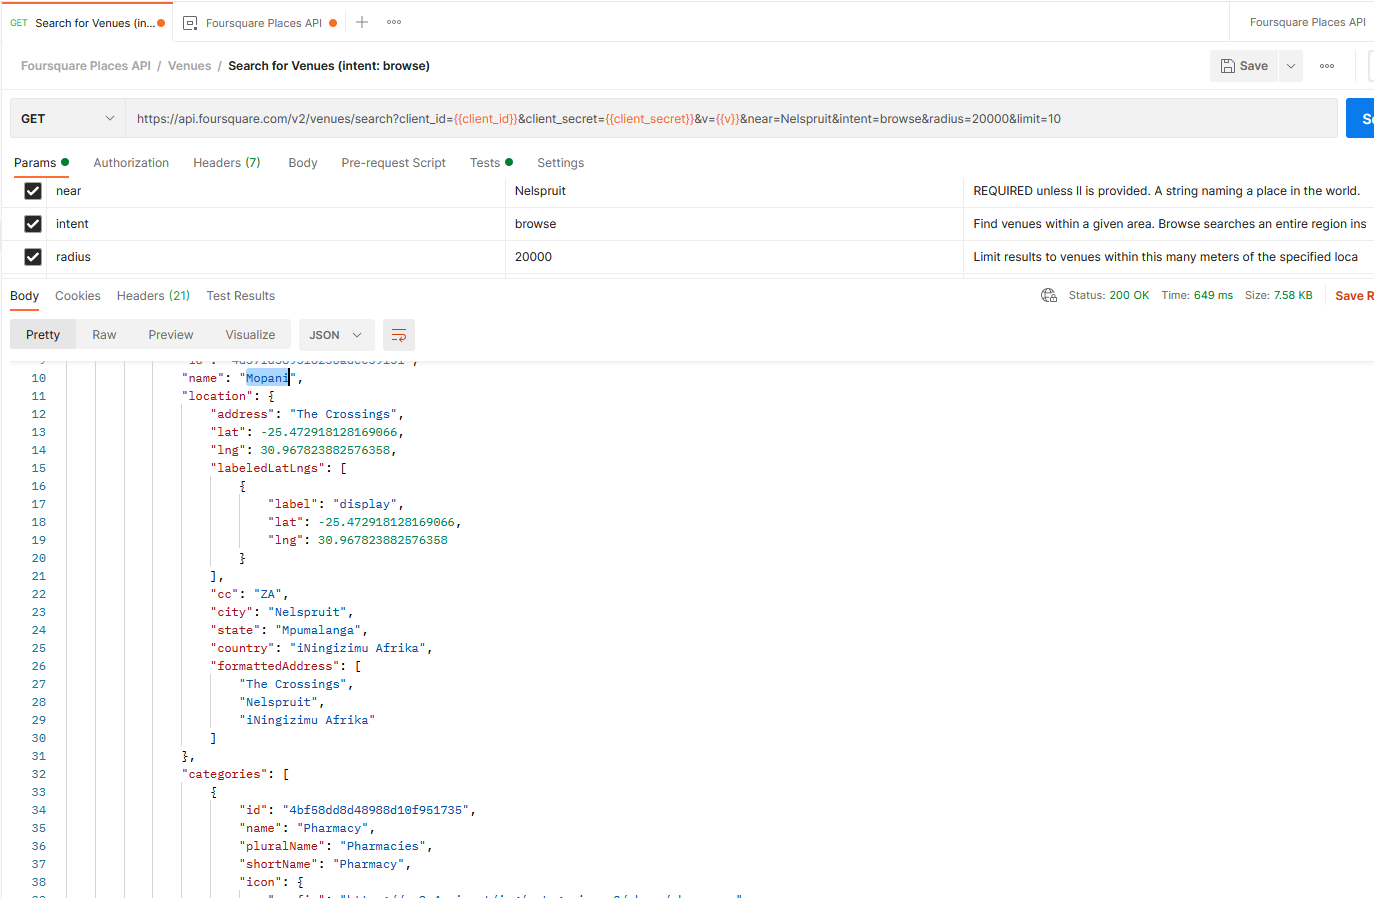 GET Search for Venues (in... Foursquare Places API Foursquare Places API
Foursquare Places API / Venues / Search for Venues (intent: browse) Save
GET https://api.foursquare.com/v2/venues/search?client_id={{client_id}}&client_secret={{client_secret}}&v={{v}}&near=Nelspruit&intent=browse&radius=20000&limit=10
Params Authorization Headers (7) Body Pre-request Script Tests Settings
near Nelspruit REQUIRED unless ll is provided. A string naming a place in the world.
intent browse Find venues within a given area. Browse searches an entire region ins
radius 20000 Limit results to venues within this many meters of the specified loca
Body Cookies Headers (21) Test Results Status: 200 OK Time: 649 ms Size: 7.58 KB Save R
Pretty Raw Preview Visualize JSON
10 "name": "Mopani",
11 "location": {
12 "address": "The Crossings",
13 "lat": -25.472918128169066,
14 "lng": 30.967823882576358,
15 "labeledLatLngs": [
16 {
17 "label": "display",
18 "lat": -25.472918128169066,
19 "lng": 30.967823882576358
20 }
21 ],
22 "cc": "ZA",
23 "city": "Nelspruit",
24 "state": "Mpumalanga",
25 "country": "iNingizimu Afrika",
26 "formattedAddress": [
27 "The Crossings",
28 "Nelspruit",
29 "iNingizimu Afrika"
30 ]
31 },
32 "categories": [
33 {
34 "id": "4bf58dd8d48988d10f951735",
35 "name": "Pharmacy",
36 "pluralName": "Pharmacies",
37 "shortName": "Pharmacy",
38 "icon": {